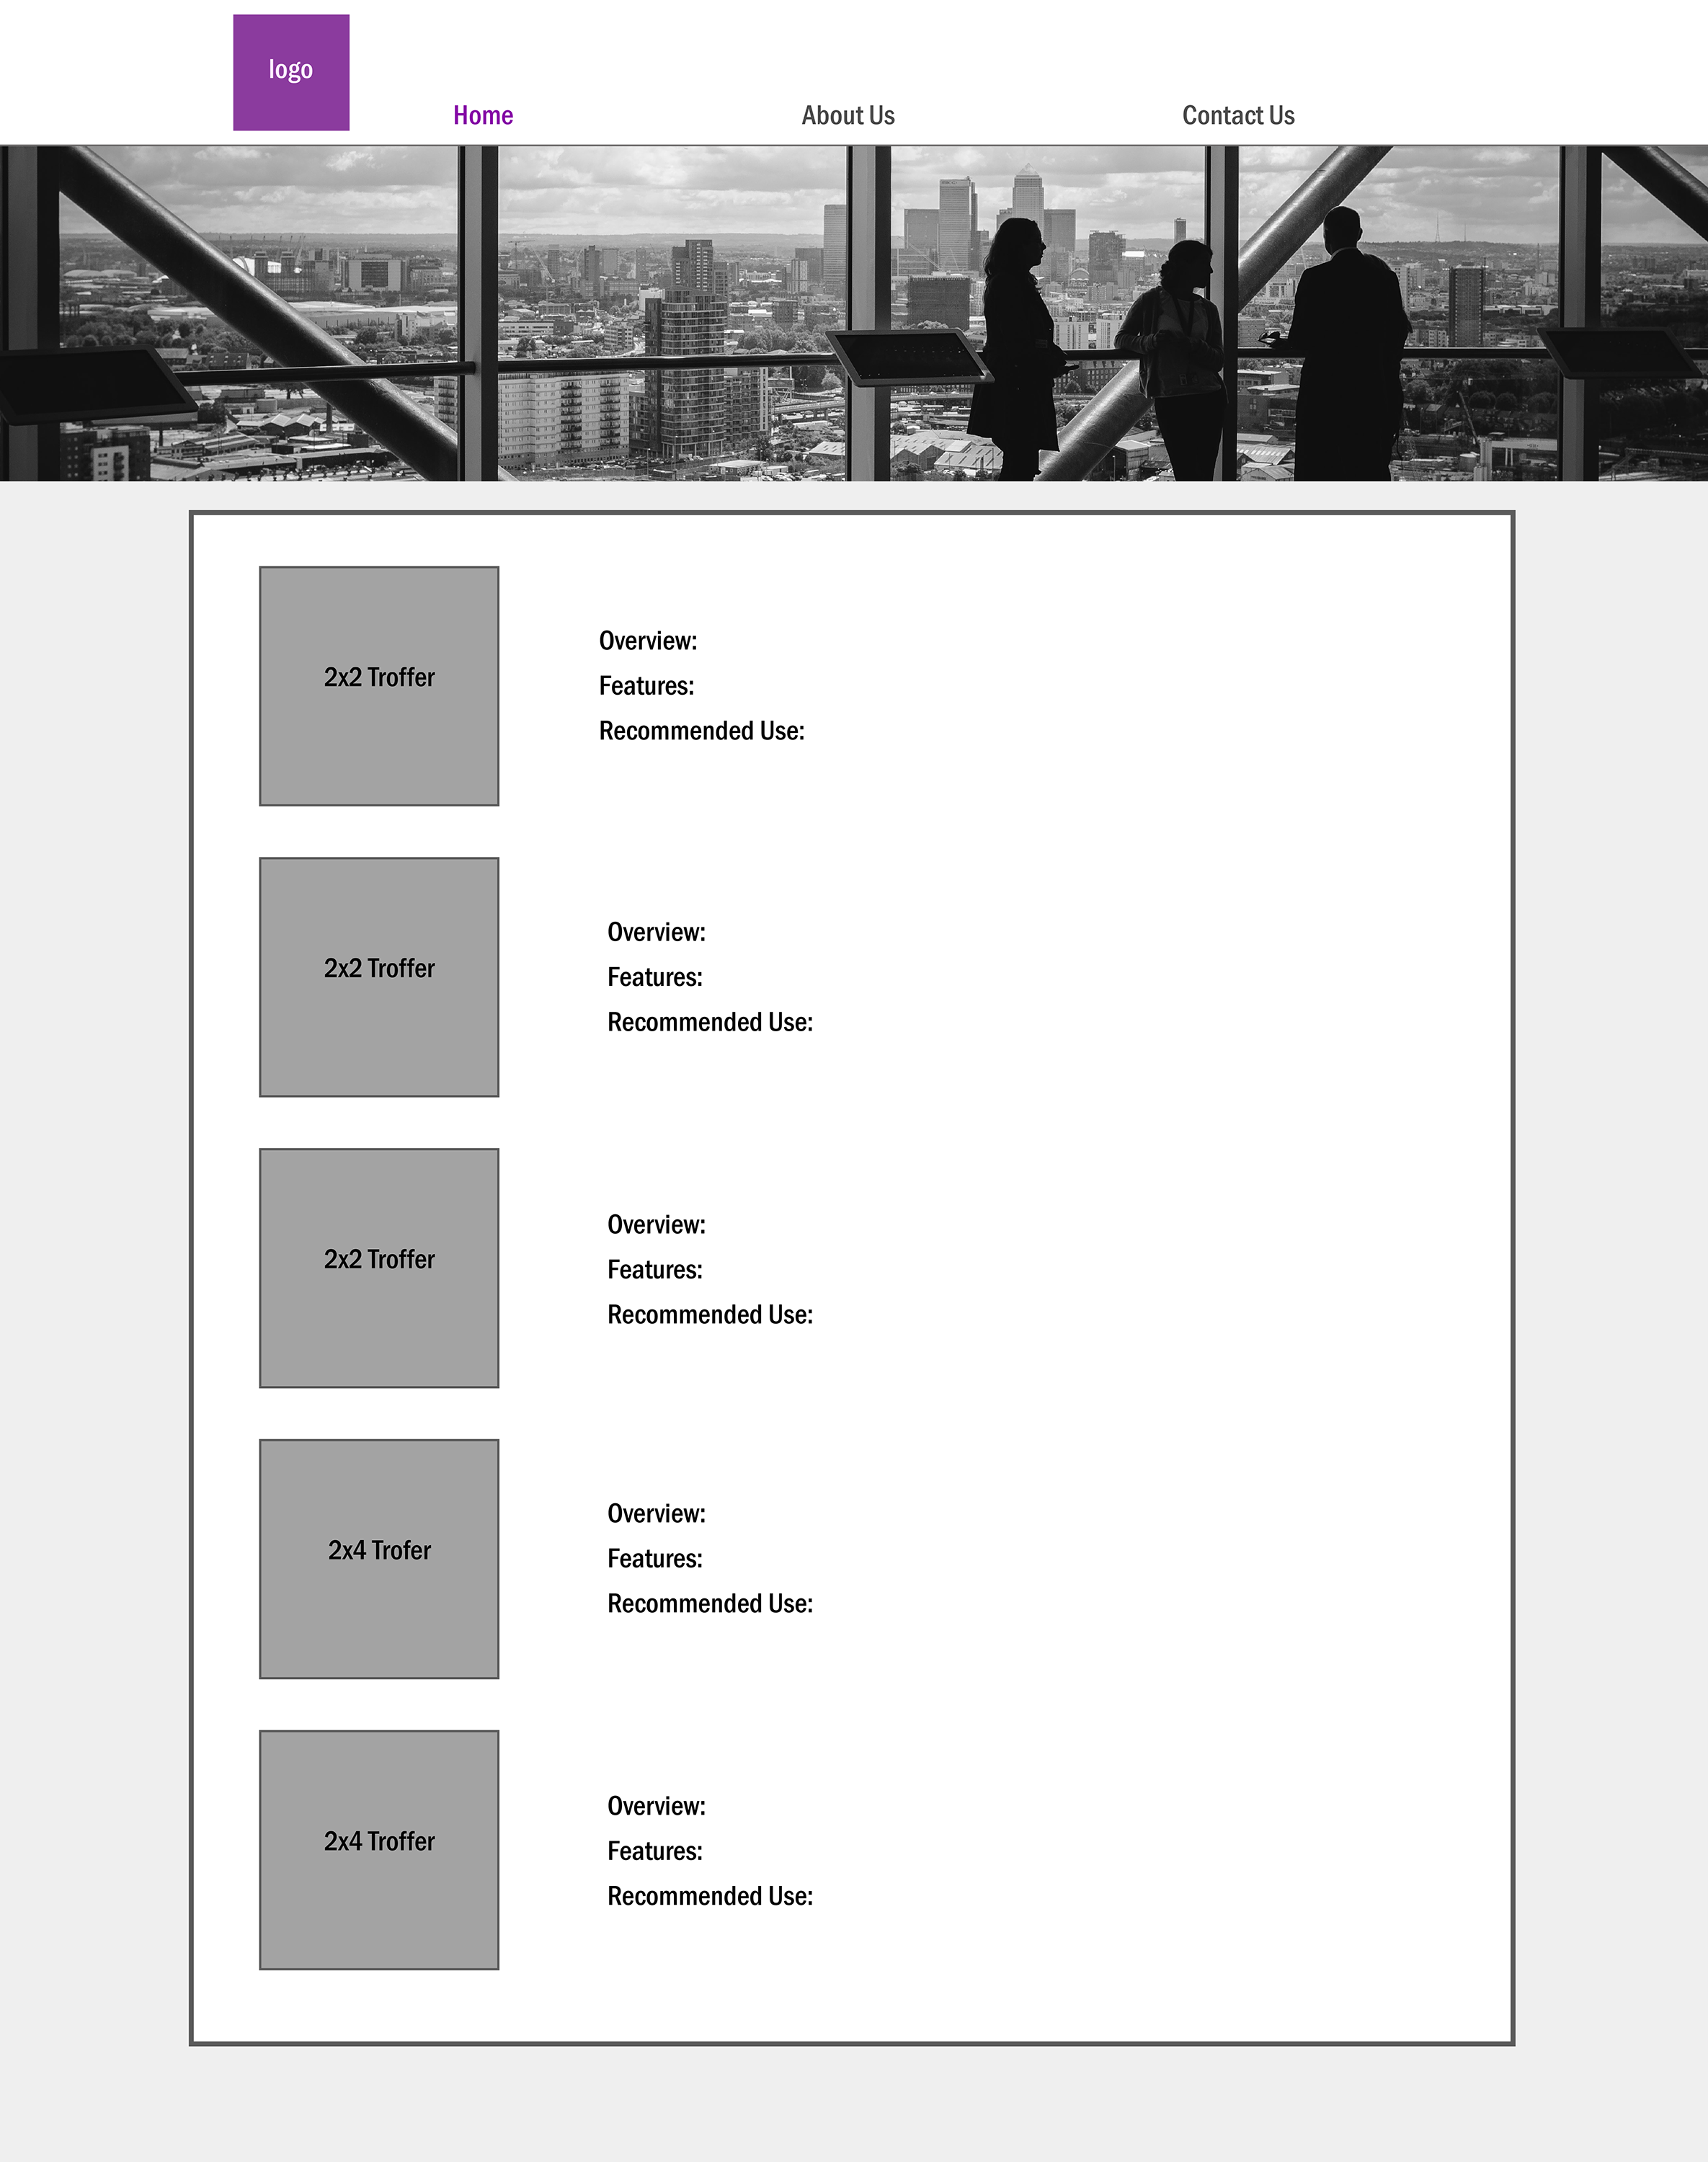 logo
Home
About Us
Contact Us
2x2 Troffer
Overview:
Features:
Recommended Use:
2x2 Troffer
Overview:
Features:
Recommended Use:
2x2 Troffer
Overview:
Features:
Recommended Use:
2x4 Trofer
Overview:
Features:
Recommended Use:
2x4 Troffer
Overview:
Features:
Recommended Use: